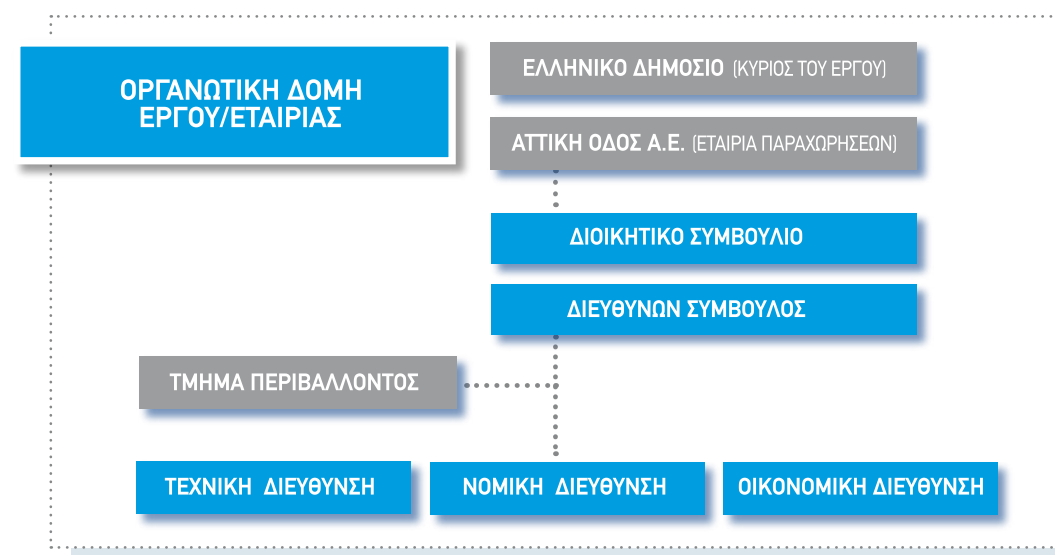 ΟΡΓΑΝΩΤΙΚΗ ΔΟΜΗ
ΕΡΓΟΥ/ΕΤΑΙΡΙΑΣ
ΕΛΛΗΝΙΚΟ ΔΗΜΟΣΙΟ (ΚΥΡΙΟΣ ΤΟΥ ΕΡΓΟΥ)
ΑΤΤΙΚΗ ΟΔΟΣ Α.Ε. (ΕΤΑΙΡΙΑ ΠΑΡΑΧΩΡΗΣΕΩΝ)
ΔΙΟΙΚΗΤΙΚΟ ΣΥΜΒΟΥΛΙΟ
ΔΙΕΥΘΥΝΩΝ ΣΥΜΒΟΥΛΟΣ
ΤΜΗΜΑ ΠΕΡΙΒΑΛΛΟΝΤΟΣ
ΤΕΧΝΙΚΗ ΔΙΕΥΘΥΝΣΗ
ΝΟΜΙΚΗ ΔΙΕΥΘΥΝΣΗ
ΟΙΚΟΝΟΜΙΚΗ ΔΙΕΥΘΥΝΣΗ